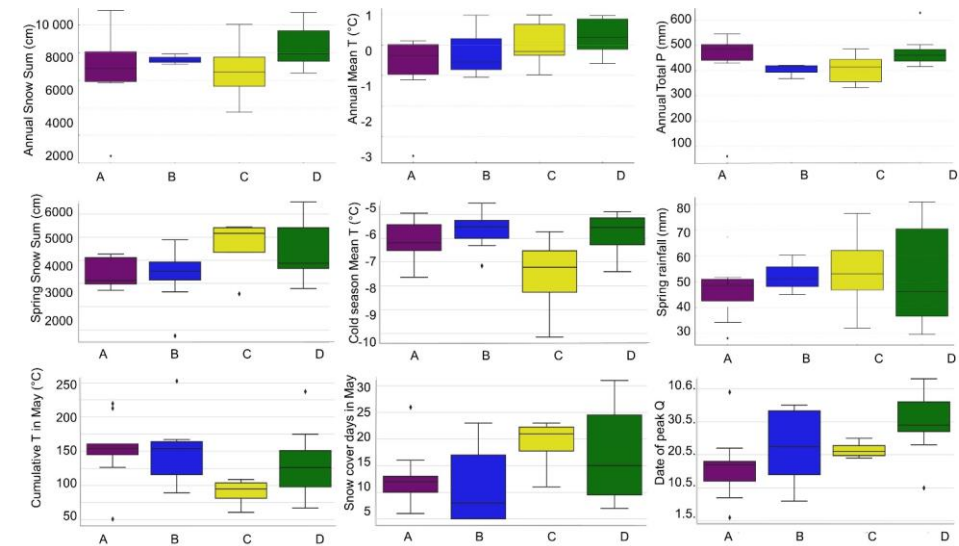 Annual Snow Sum (cm)
10 000
8000
6000
4000
2000
A B C D
Annual Mean T (°C)
1
0
-1
-2
-3
A B C D
Annual Total P (mm)
600
500
400
300
200
100
A B C D
Spring Snow Sum (cm)
6000
5000
4000
3000
2000
A B C D
Cold season Mean T (°C)
-5
-6
-7
-8
-9
-10
A B C D
Spring rainfall (mm)
80
70
60
50
40
30
A B C D
Cumulative T in May (°C)
250
200
150
100
50
A B C D
Snow cover days in May
30
25
20
15
10
5
A B C D
Date of peak Q
10.6.
30.5.
20.5.
10.5.
1.5.
A B C D